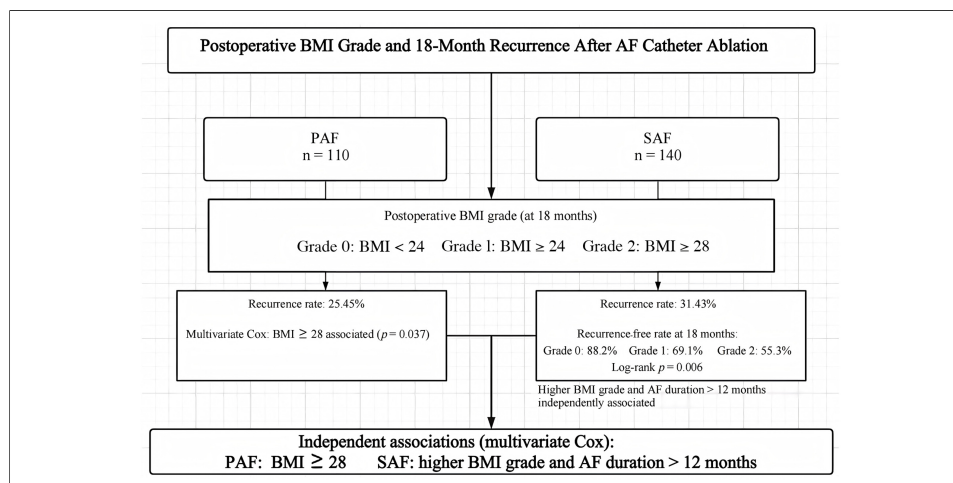 Postoperative BMI Grade and 18-Month Recurrence After AF Catheter Ablation
PAF
n = 110
SAF
n = 140
Postoperative BMI grade (at 18 months)
Grade 0: BMI < 24 Grade 1: BMI ≥ 24 Grade 2: BMI ≥ 28
Recurrence rate: 25.45%
Multivariate Cox: BMI ≥ 28 associated (p = 0.037)
Recurrence rate: 31.43%
Recurrence-free rate at 18 months:
Grade 0: 88.2% Grade 1: 69.1% Grade 2: 55.3%
Log-rank p = 0.006
Higher BMI grade and AF duration > 12 months
independently associated
Independent associations (multivariate Cox):
PAF: BMI ≥ 28 SAF: higher BMI grade and AF duration > 12 months